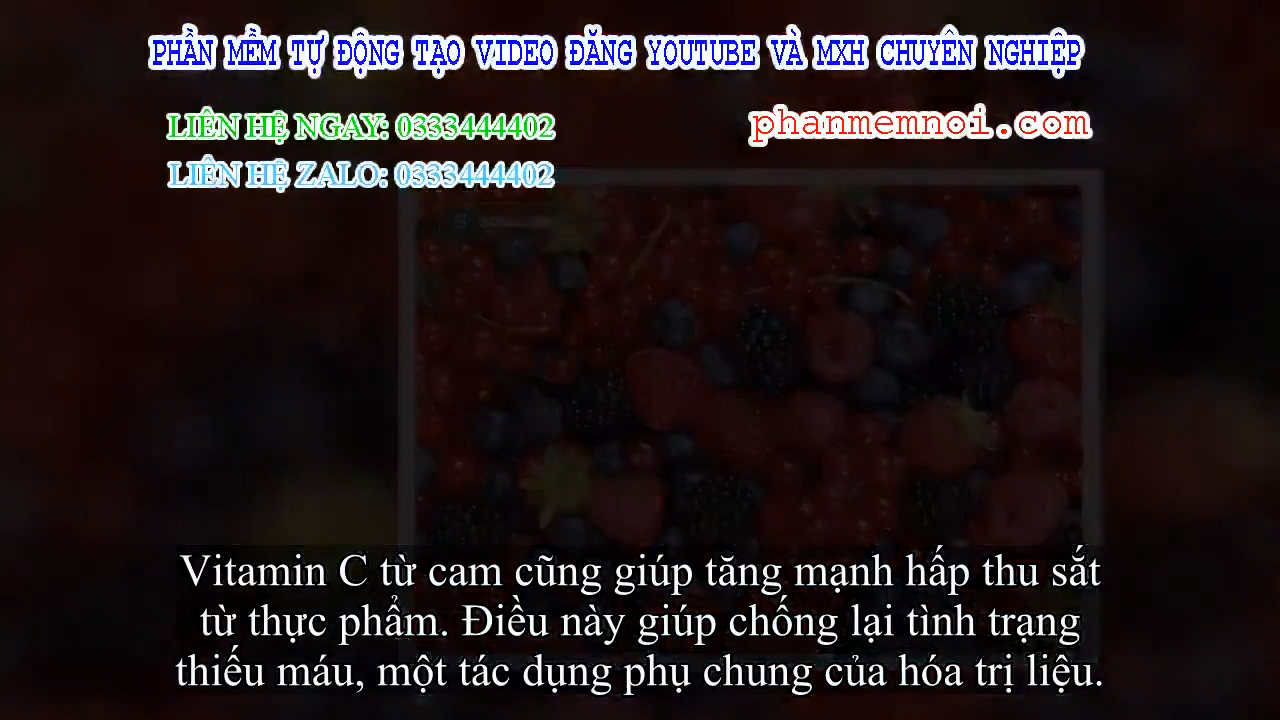 PHẦN MỀM TỰ ĐỘNG TẠO VIDEO ĐĂNG YOUTUBE VÀ MXH CHUYÊN NGHIỆP
LIÊN HỆ NGAY: 0333444402
phanmemnoi.com
LIÊN HỆ ZALO: 0333444402
Vitamin C từ cam cũng giúp tăng mạnh hấp thu sắt
từ thực phẩm. Điều này giúp chống lại tình trạng
thiếu máu, một tác dụng phụ chung của hóa trị liệu.